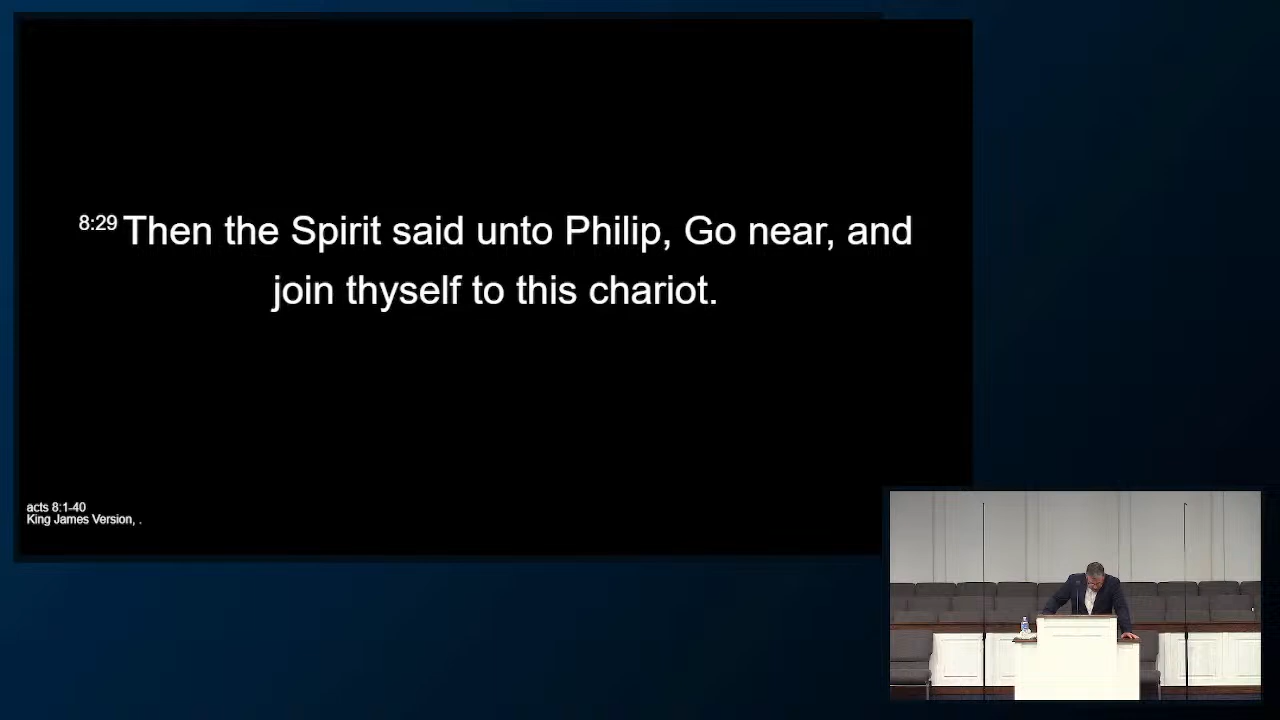 8:29 Then the Spirit said unto Philip, Go near, and
join thyself to this chariot.
acts 8:1-40
King James Version, .